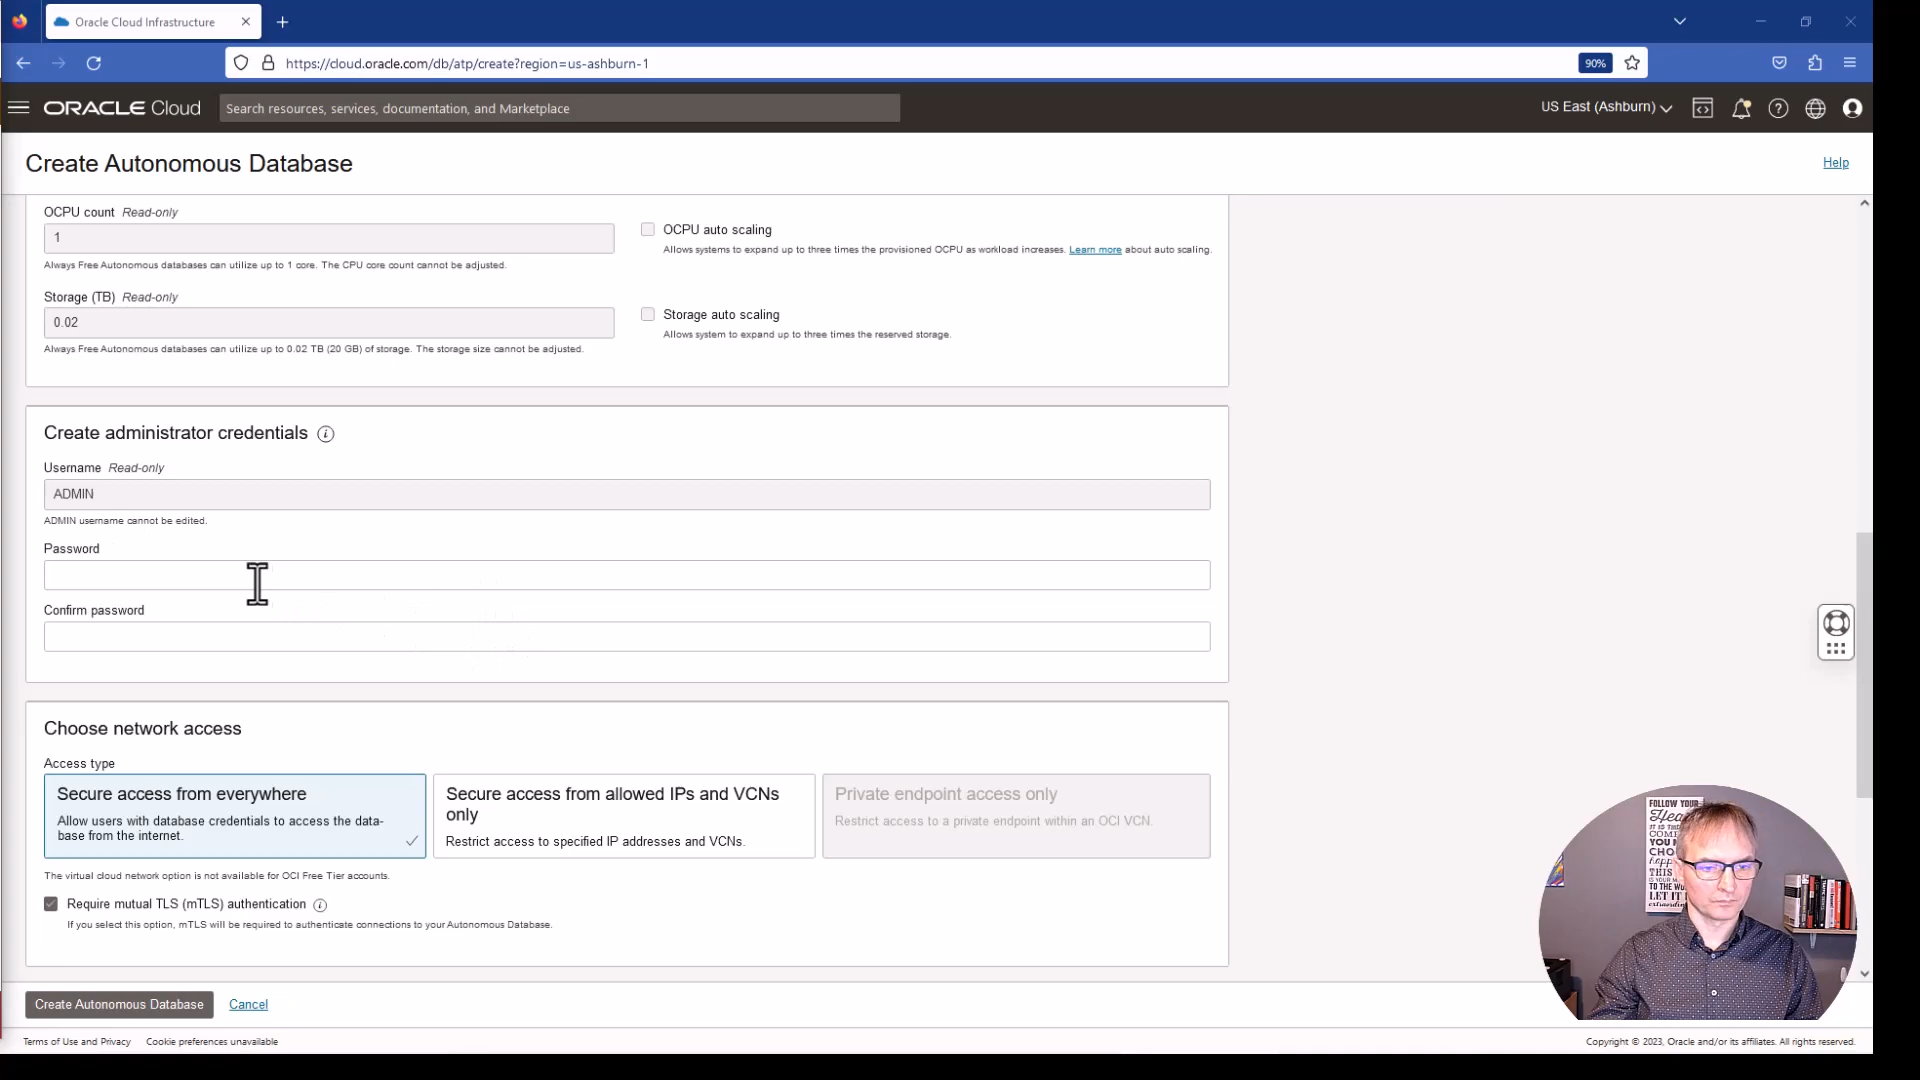 Oracle Cloud Infrastructure
https://cloud.oracle.com/db/atp/create?region=us-ashburn-1
90%
ORACLE Cloud
Search resources, services, documentation, and Marketplace
US East (Ashburn)
Create Autonomous Database
Help
OCPU count Read-only
1
Always Free Autonomous databases can utilize up to 1 core. The CPU core count cannot be adjusted.
OCPU auto scaling
Allows systems to expand up to three times the provisioned OCPU as workload increases. Learn more about auto scaling.
Storage (TB) Read-only
0.02
Always Free Autonomous databases can utilize up to 0.02 TB (20 GB) of storage. The storage size cannot be adjusted.
Storage auto scaling
Allows system to expand up to three times the reserved storage.
Create administrator credentials
Username Read-only
ADMIN
ADMIN username cannot be edited.
Password
Confirm password
Choose network access
Access type
Secure access from everywhere
Allow users with database credentials to access the data-
base from the internet.
Secure access from allowed IPs and VCNs
only
Restrict access to specified IP addresses and VCNs.
Private endpoint access only
Restrict access to a private endpoint within an OCI VCN.
The virtual cloud network option is not available for OCI Free Tier accounts.
Require mutual TLS (mTLS) authentication
If you select this option, mTLS will be required to authenticate connections to your Autonomous Database.
FOLLOW YOUR
Heart
Create Autonomous Database
Cancel
Terms of Use and Privacy
Cookie preferences unavailable
Copyright © 2023, Oracle and/or its affiliates. All rights reserved.